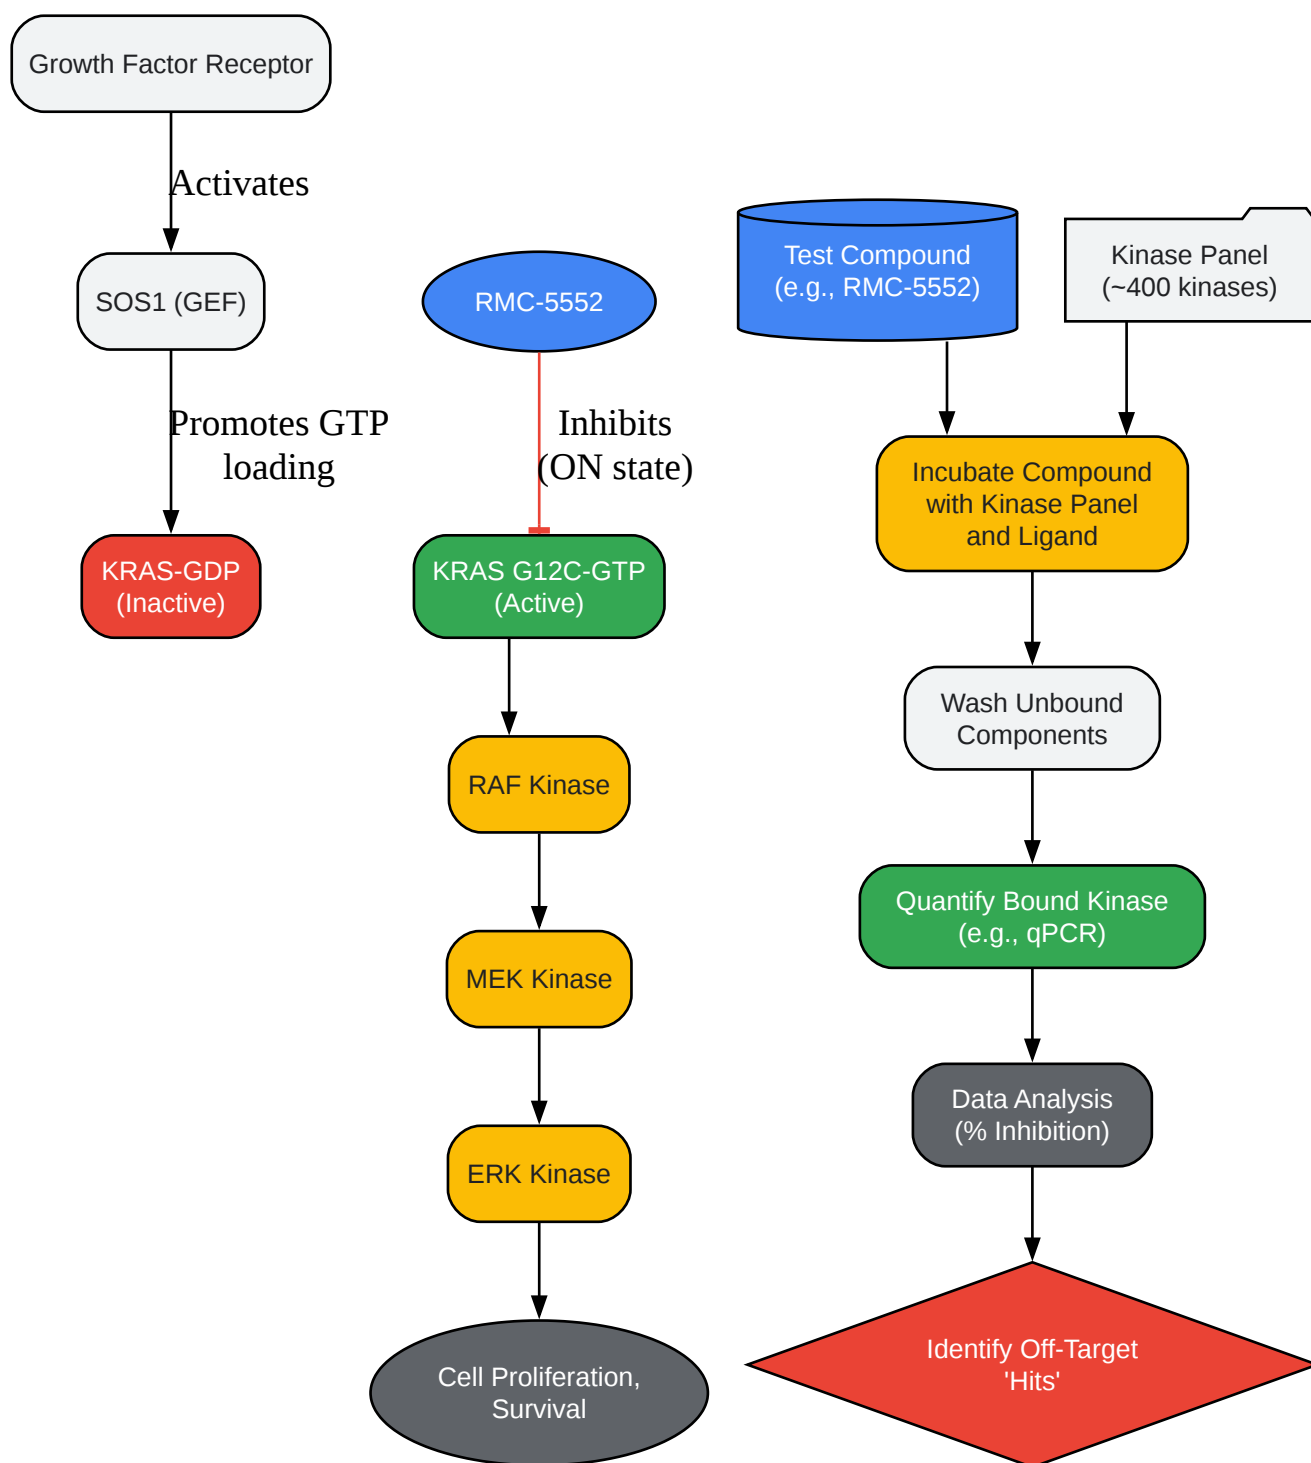 Growth Factor Receptor
Activates
SOS1 (GEF)
Promotes GTP
loading
KRAS-GDP
(Inactive)
RMC-5552
Inhibits
(ON state)
KRAS G12C-GTP
(Active)
RAF Kinase
MEK Kinase
ERK Kinase
Cell Proliferation,
Survival
Test Compound
(e.g., RMC-5552)
Kinase Panel
(~400 kinases)
Incubate Compound
with Kinase Panel
and Ligand
Wash Unbound
Components
Quantify Bound Kinase
(e.g., qPCR)
Data Analysis
(% Inhibition)
Identify Off-Target
'Hits'